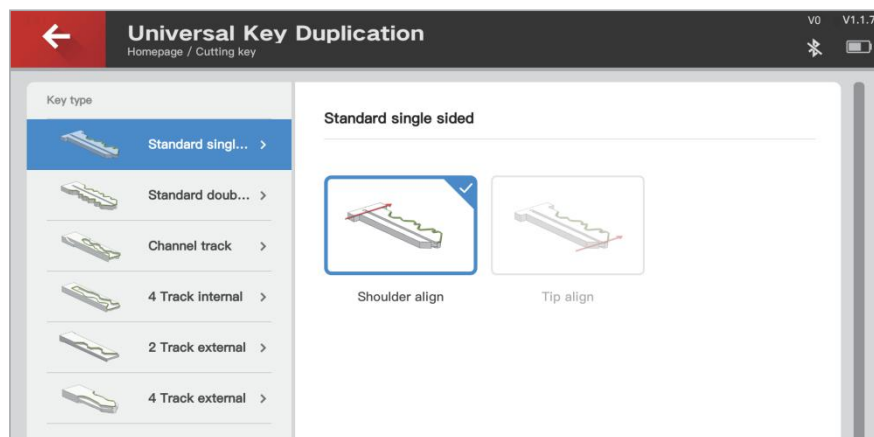 Universal Key Duplication
Homepage / Cutting key
V0 V1.1.7
Key type
Standard singl...
Standard doub...
Channel track
4 Track internal
2 Track external
4 Track external
Standard single sided
Shoulder align
Tip align